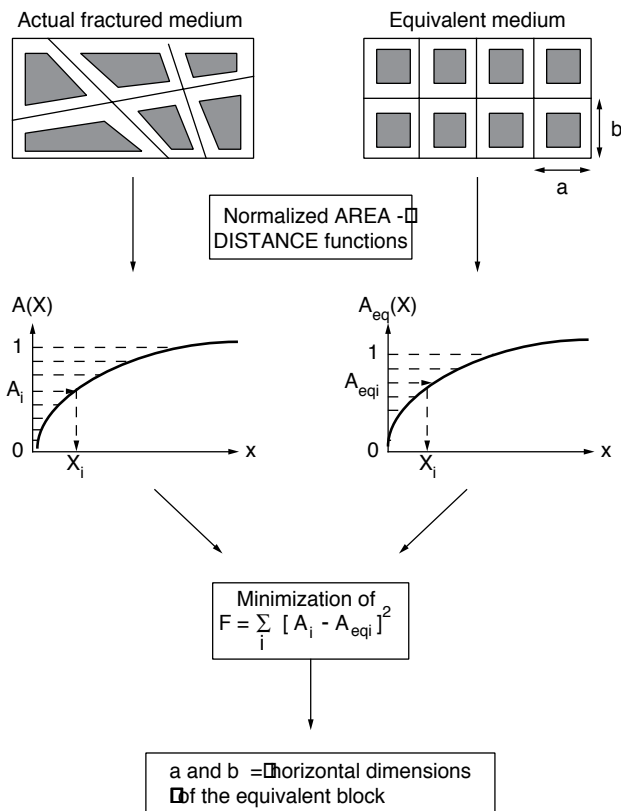 Actual fractured medium
Equivalent medium
b
a
Normalized AREA -
DISTANCE functions
A(X)
1
A_i
0
X_i
x
A_eq(X)
1
A_eqi
0
X_i
x
Minimization of
F = Σ_i [ A_i - A_eqi ]^2
a and b = horizontal dimensions
of the equivalent block